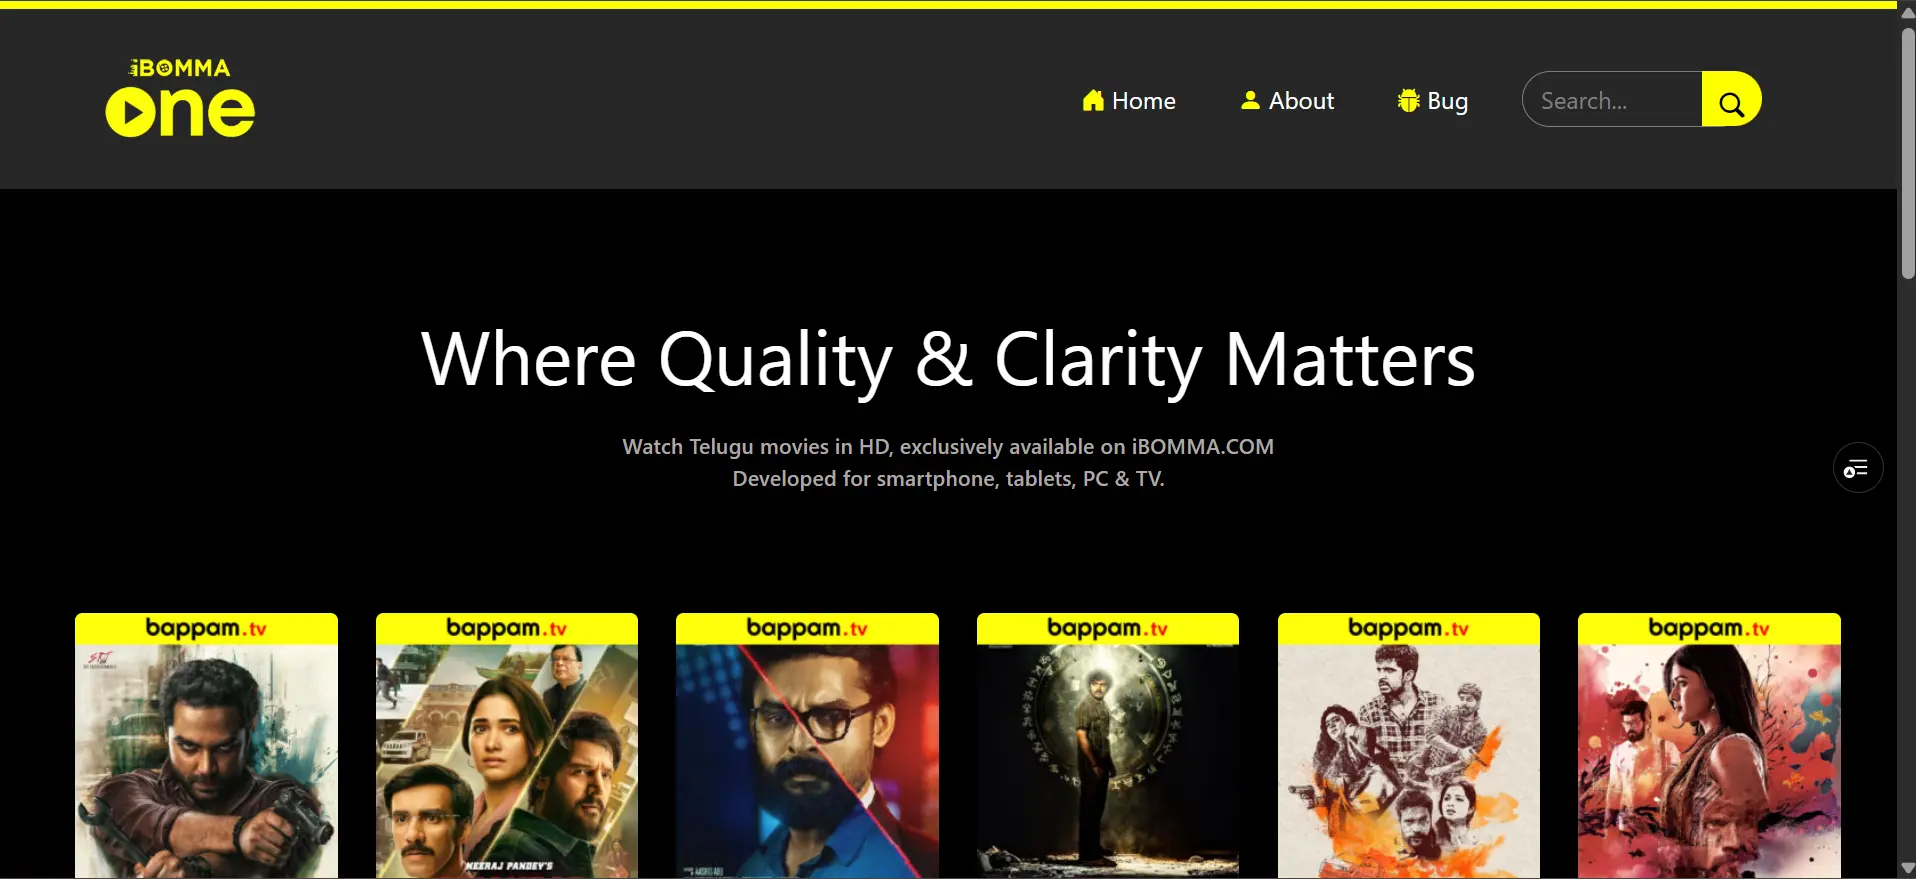 iBOMMA
one
Home
About
Bug
Search...
Where Quality & Clarity Matters
Watch Telugu movies in HD, exclusively available on iBOMMA.COM
Developed for smartphone, tablets, PC & TV.
bappam.tv
bappam.tv
bappam.tv
bappam.tv
bappam.tv
bappam.tv
NEERAJ PANDEY'S